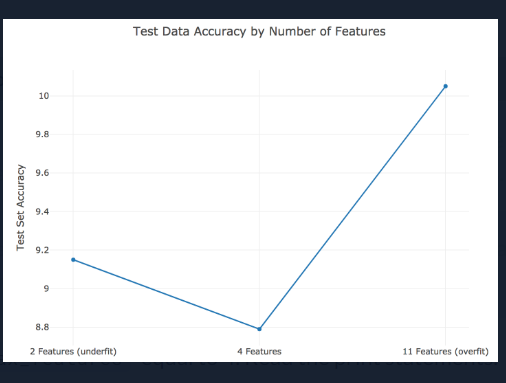 Test Data Accuracy by Number of Features
Test Set Accuracy
10
9.8
9.6
9.4
9.2
9
8.8
2 Features (underfit)
4 Features
11 Features (overfit)